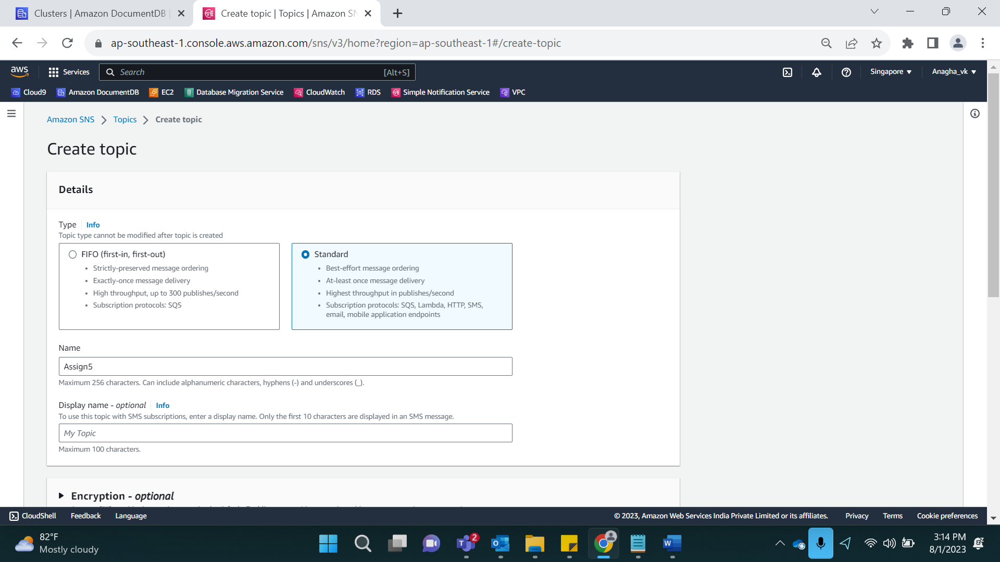 Clusters | Amazon DocumentDB
Create topic | Topics | Amazon SN
ap-southeast-1.console.aws.amazon.com/sns/v3/home?region=ap-southeast-1#/create-topic
aws
Services
Search
[Alt+S]
Singapore
Anagha_vk
Cloud9
Amazon DocumentDB
EC2
Database Migration Service
CloudWatch
RDS
Simple Notification Service
VPC
Amazon SNS
Topics
Create topic
Create topic
Details
Type
Info
Topic type cannot be modified after topic is created
FIFO (first-in, first-out)
• Strictly-preserved message ordering
• Exactly-once message delivery
• High throughput, up to 300 publishes/second
• Subscription protocols: SQS
Standard
• Best-effort message ordering
• At-least once message delivery
• Highest throughput in publishes/second
• Subscription protocols: SQS, Lambda, HTTP, SMS,
email, mobile application endpoints
Name
Assign5
Maximum 256 characters. Can include alphanumeric characters, hyphens (-) and underscores (_).
Display name - optional
Info
To use this topic with SMS subscriptions, enter a display name. Only the first 10 characters are displayed in an SMS message.
My Topic
Maximum 100 characters.
Encryption - optional
CloudShell
Feedback
Language
© 2023, Amazon Web Services India Private Limited or its affiliates.
Privacy
Terms
Cookie preferences
82°F
Mostly cloudy
2
3:14 PM
8/1/2023